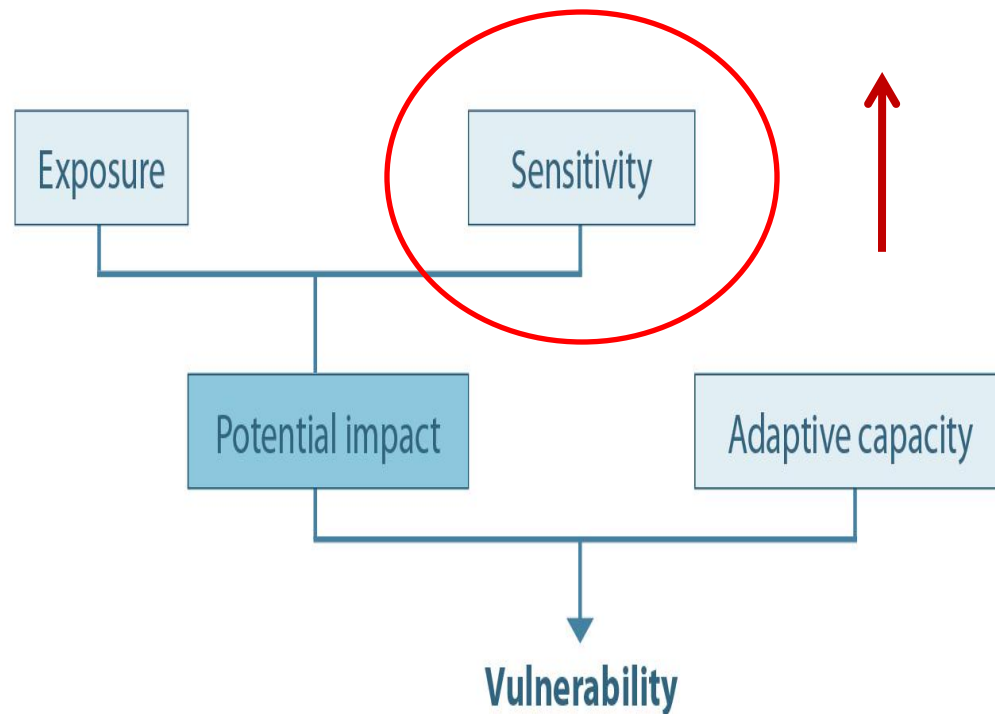 Exposure
Sensitivity
Potential impact
Adaptive capacity
Vulnerability